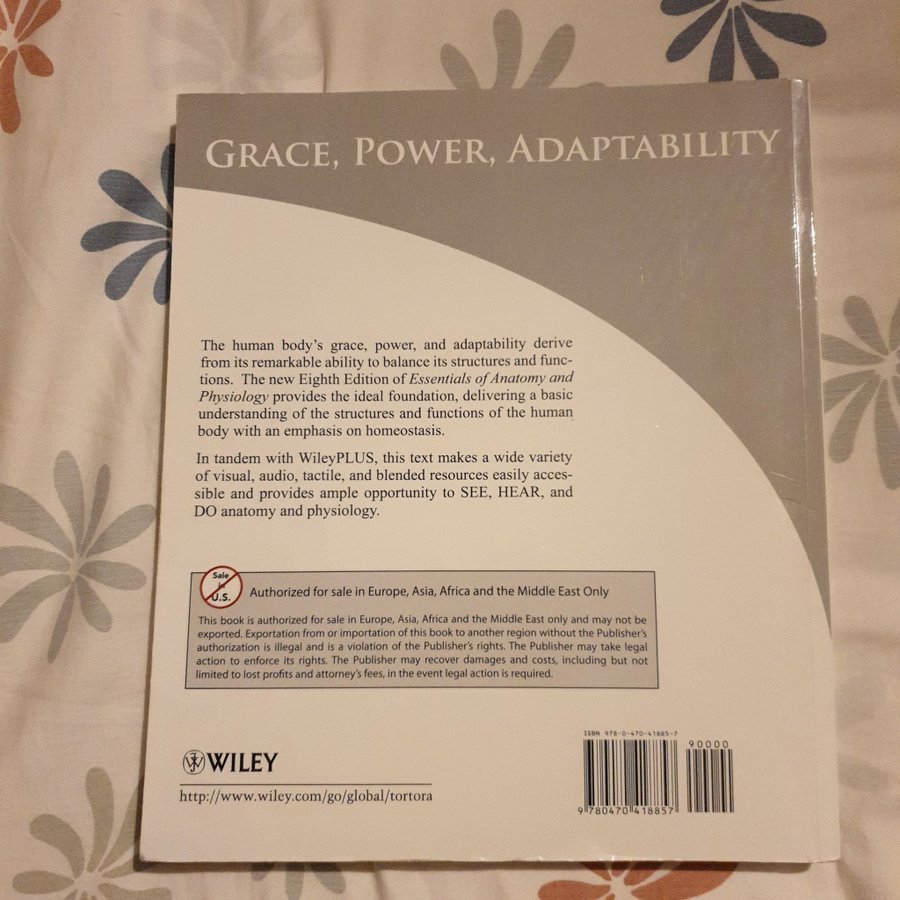 GRACE, POWER, ADAPTABILITY
The human body's grace, power, and adaptability derive
from its remarkable ability to balance its structures and func-
tions. The new Eighth Edition of Essentials of Anatomy and
Physiology provides the ideal foundation, delivering a basic
understanding of the structures and functions of the human
body with an emphasis on homeostasis.
In tandem with WileyPLUS, this text makes a wide variety
of visual, audio, tactile, and blended resources easily acces-
sible and provides ample opportunity to SEE, HEAR, and
DO anatomy and physiology.
Sale
in
U.S.
Authorized for sale in Europe, Asia, Africa and the Middle East Only
This book is authorized for sale in Europe, Asia, Africa and the Middle East only and may not be
exported. Exportation from or importation of this book to another region without the Publisher's
authorization is illegal and is a violation of the Publisher's rights. The Publisher may take legal
action to enforce its rights. The Publisher may recover damages and costs, including but not
limited to lost profits and attorney's fees, in the event legal action is required.
WILEY
http://www.wiley.com/go/global/tortora
ISBN 978-0-470-41885-7
90000
9 780470 418857